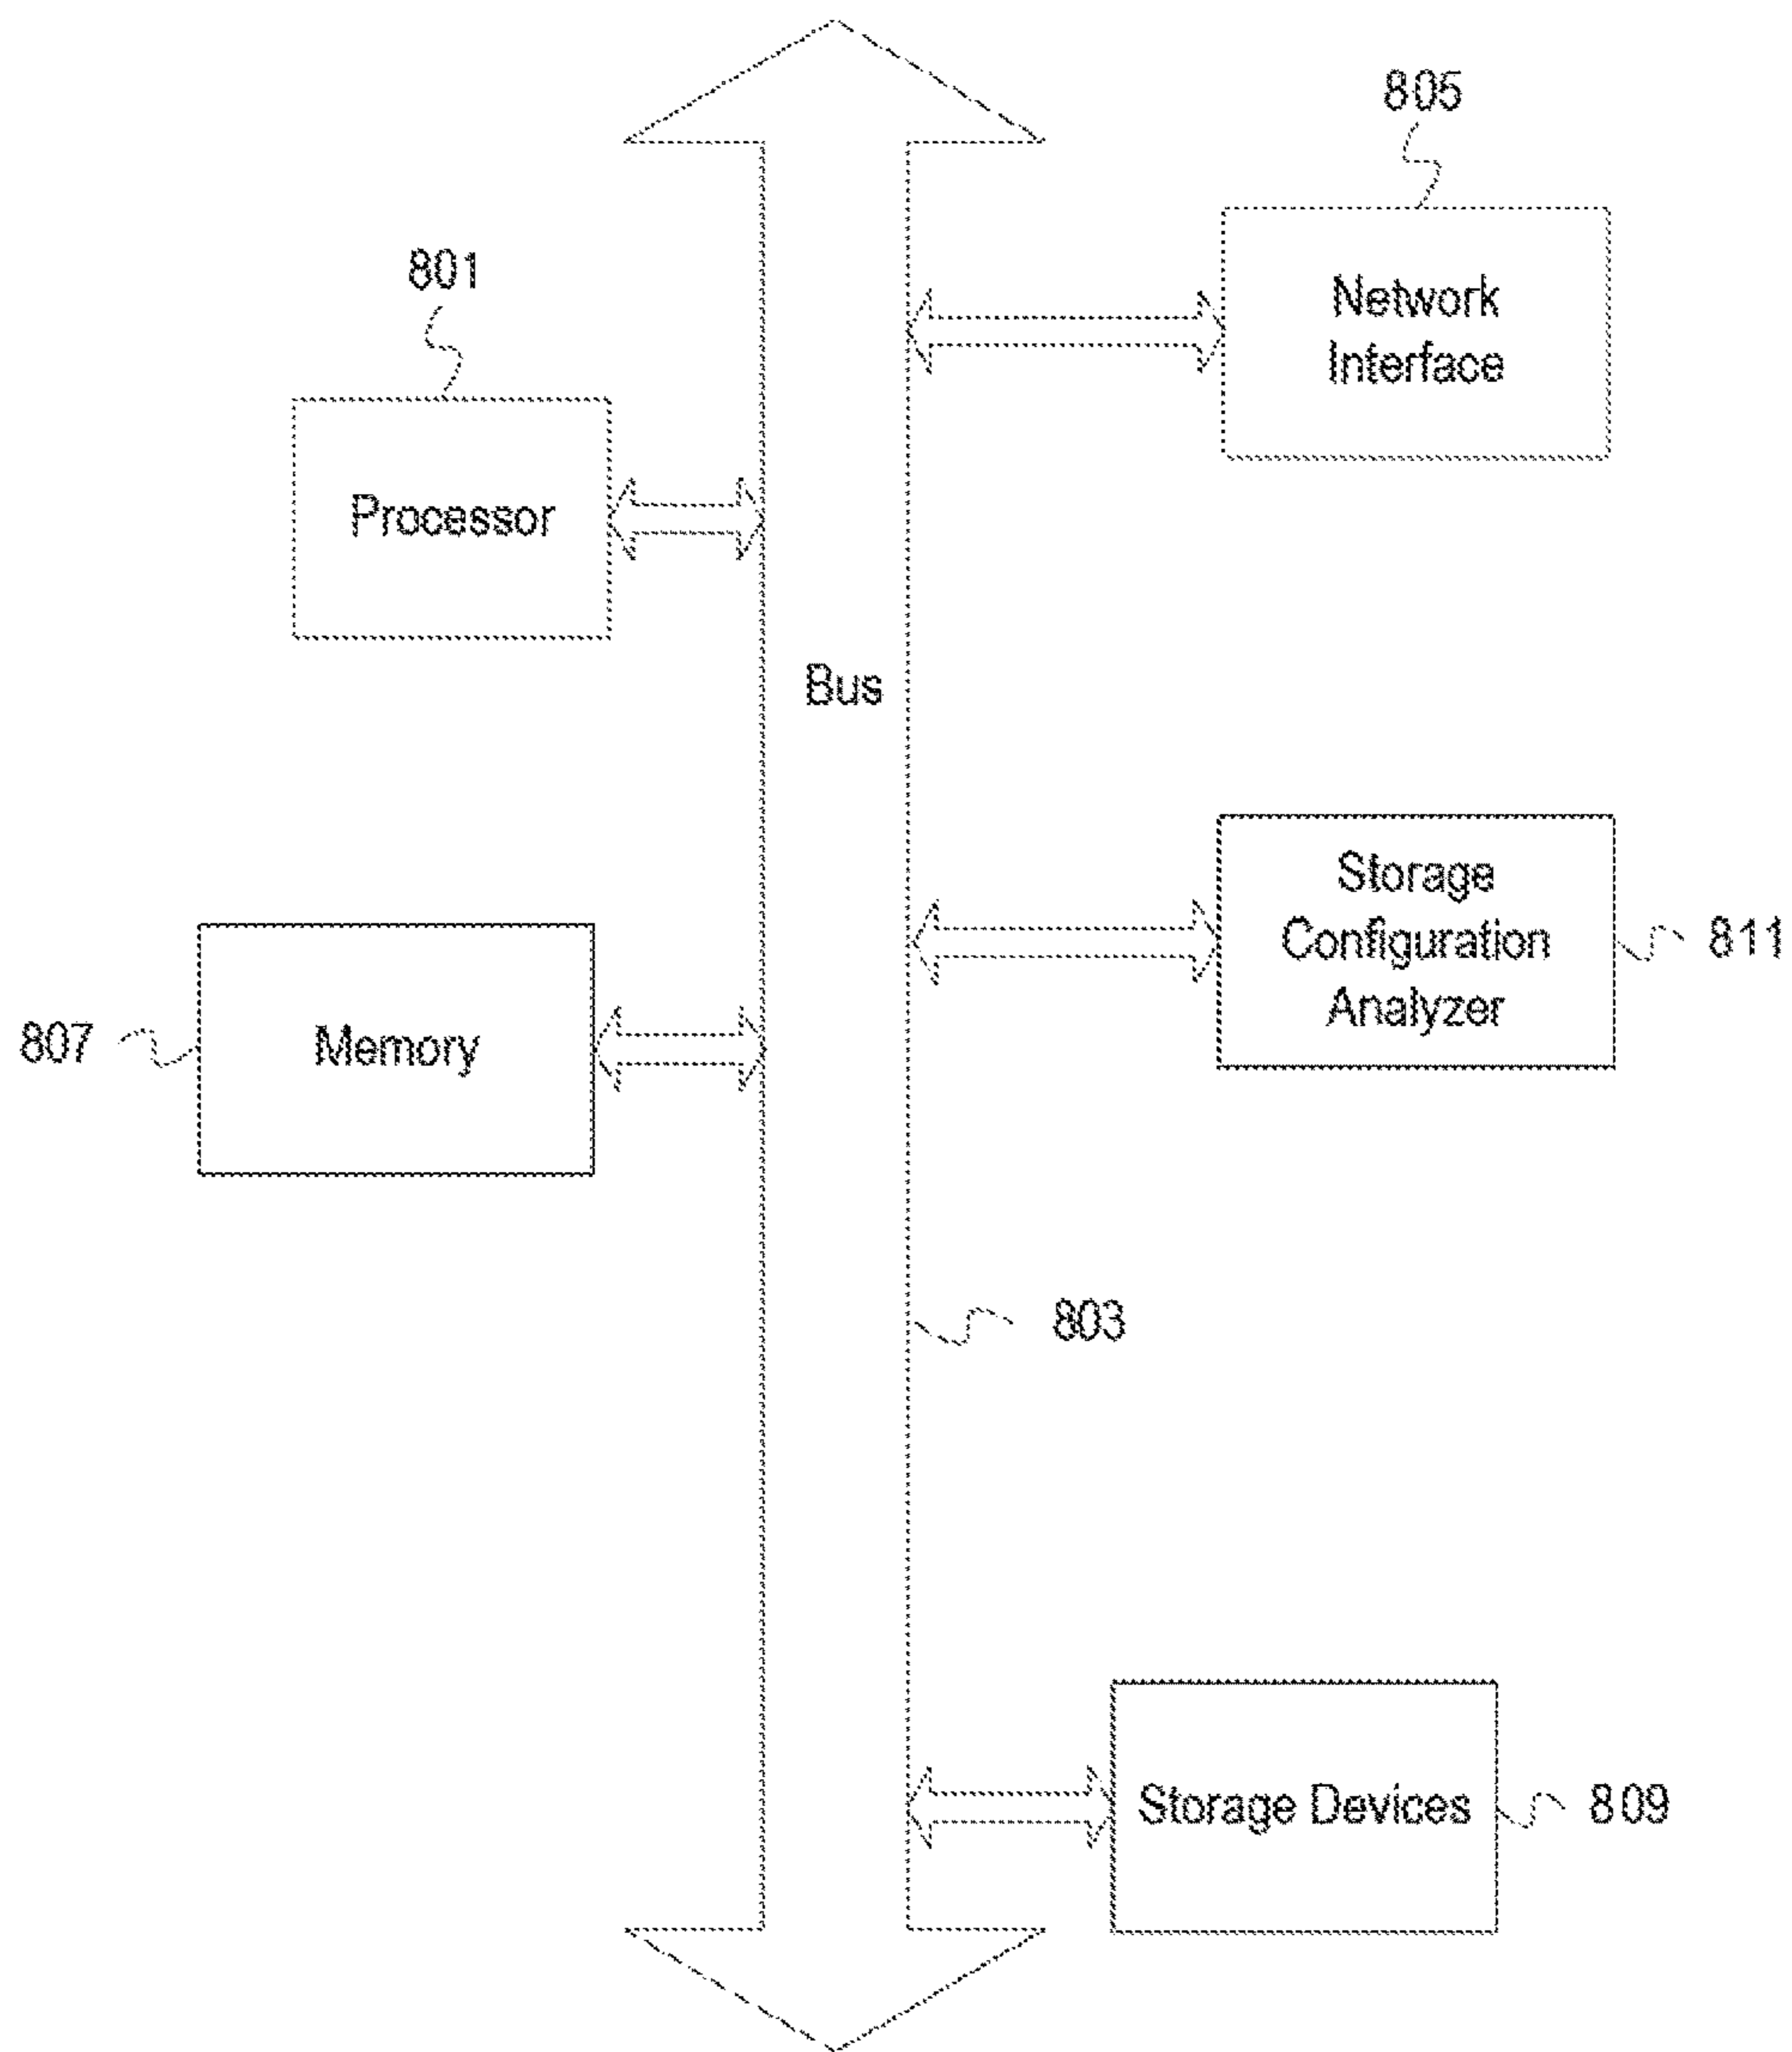 805
Network
Interface
801
Processor
Bus
Storage
Configuration
Analyzer
811
807
Memory
803
Storage Devices
809